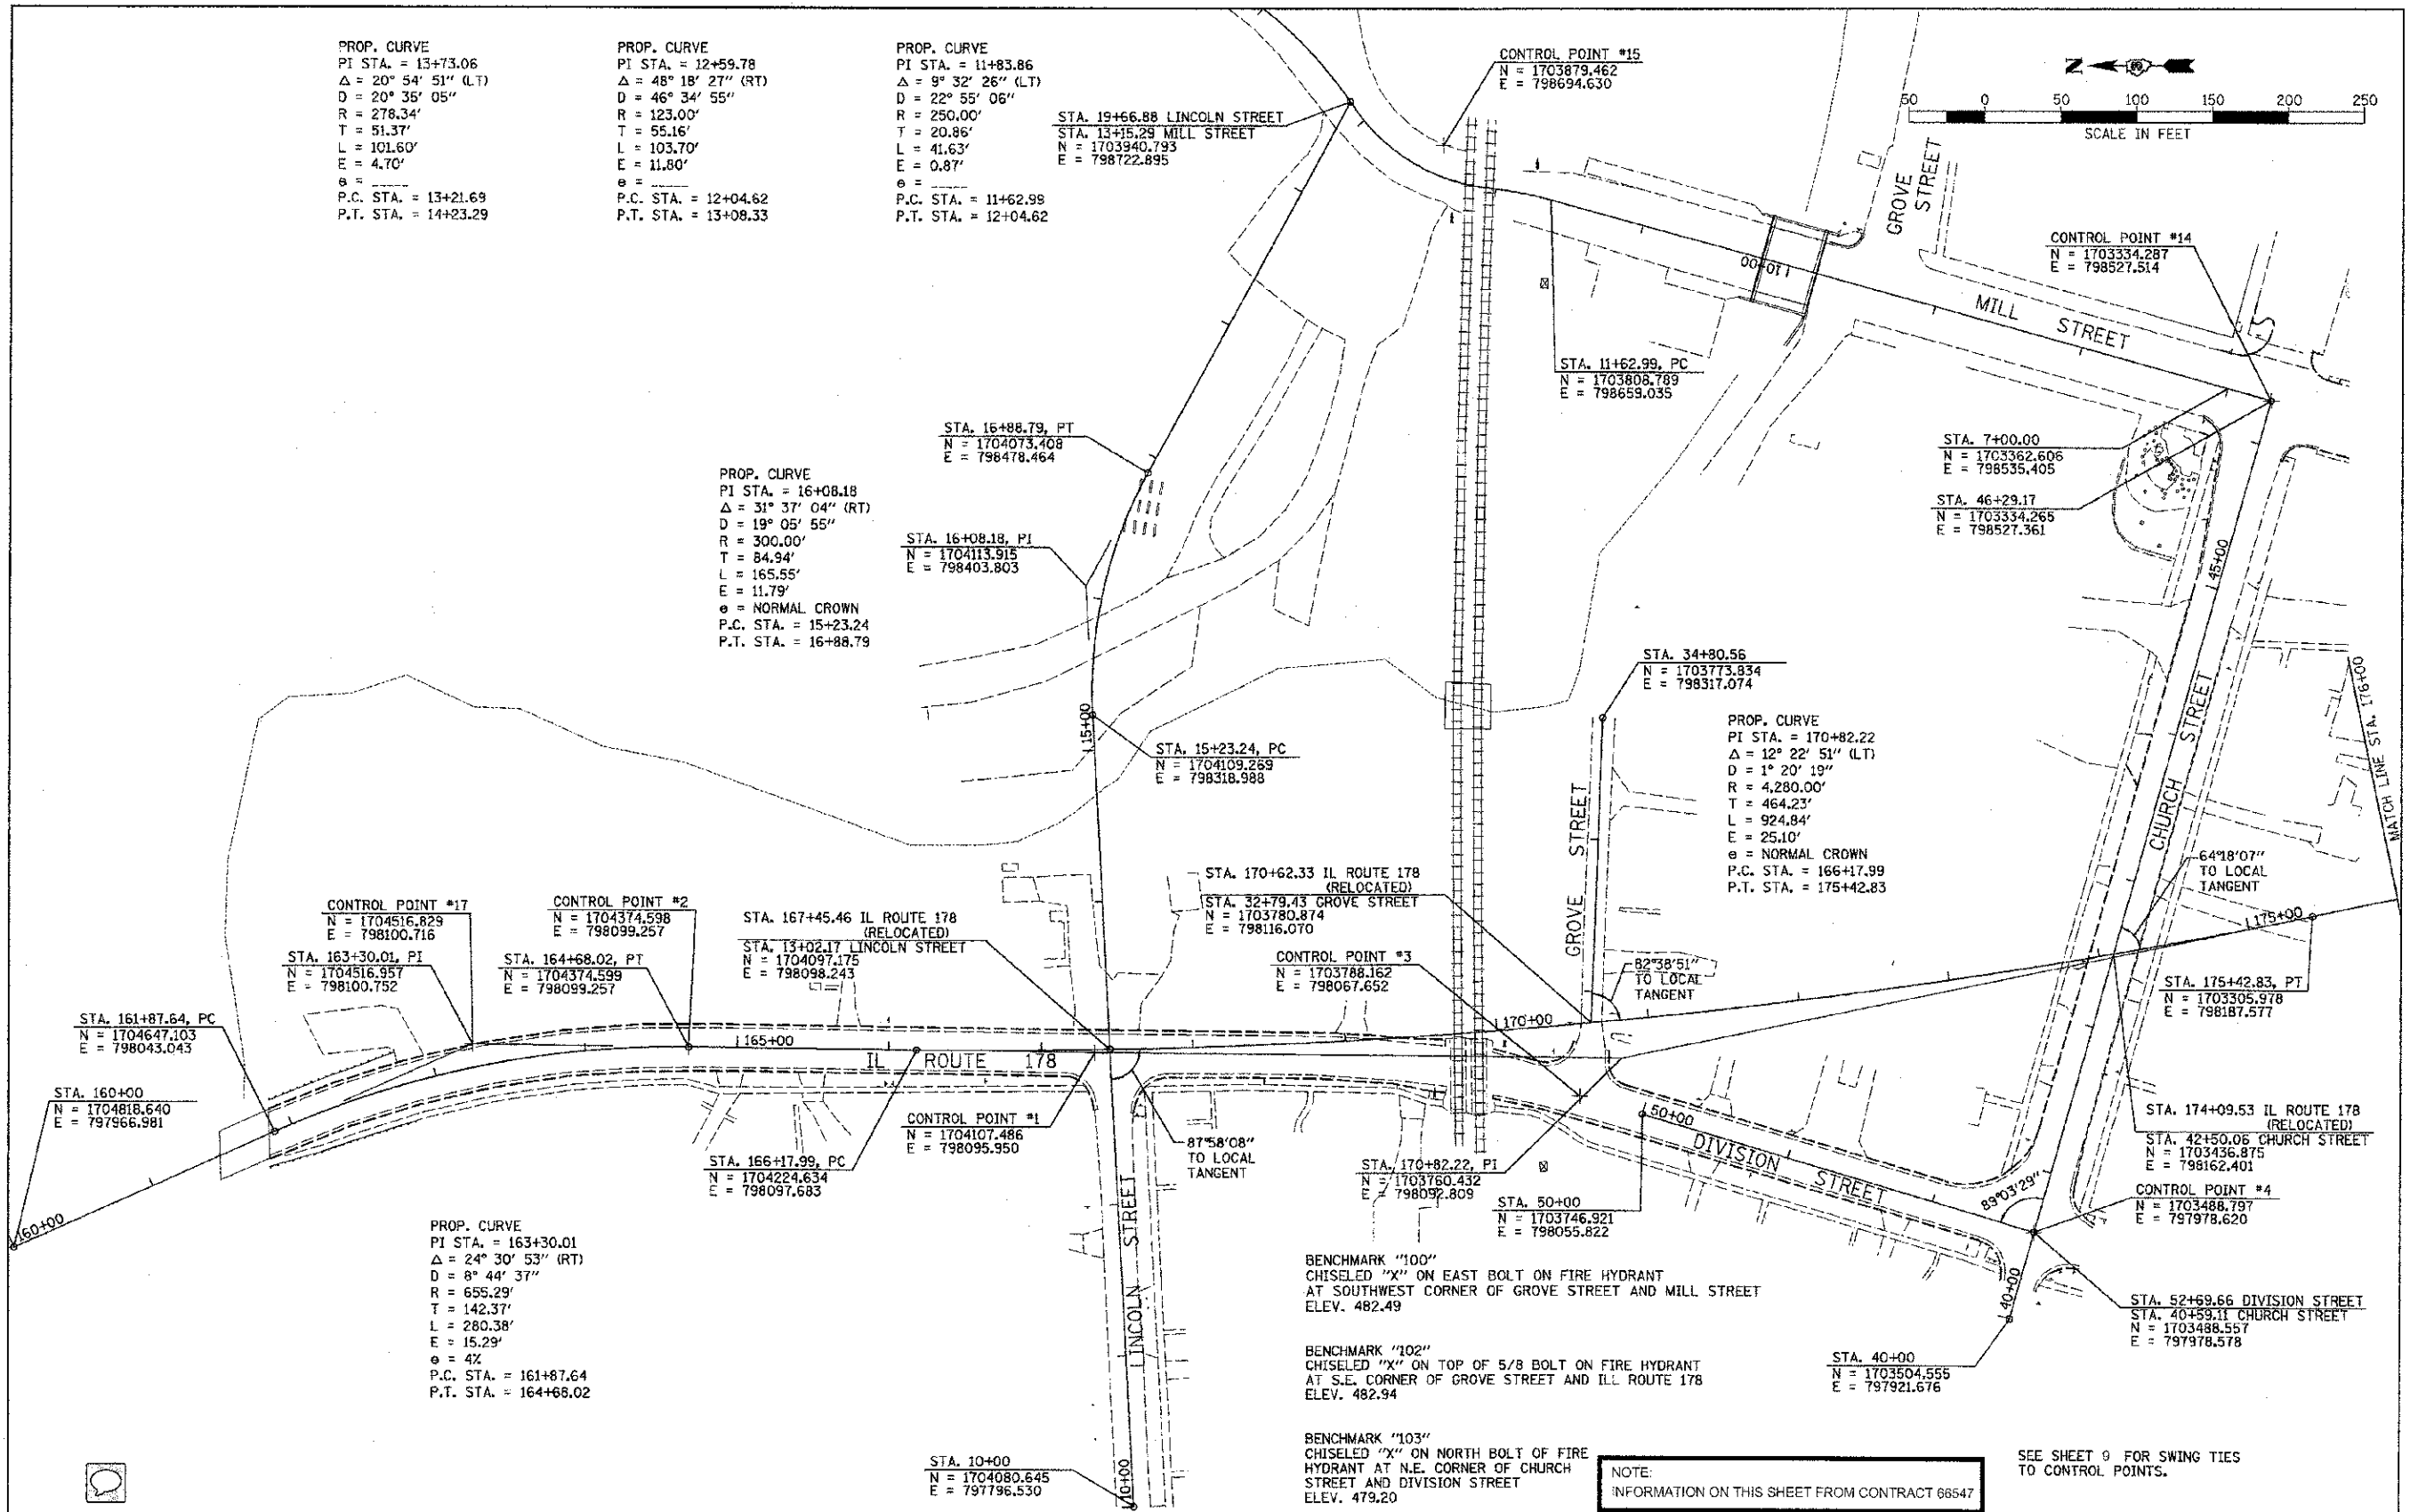 PROP. CURVE
PI STA. = 13+73.06
Δ = 20° 54' 51" (LT)
D = 20° 35' 05"
R = 278.34'
T = 51.37'
L = 101.60'
E = 4.70'
e = _____
P.C. STA. = 13+21.69
P.T. STA. = 14+23.29
PROP. CURVE
PI STA. = 12+59.78
Δ = 48° 18' 27" (RT)
D = 46° 34' 55"
R = 123.00'
T = 55.16'
L = 103.70'
E = 11.80'
e = _____
P.C. STA. = 12+04.62
P.T. STA. = 13+08.33
PROP. CURVE
PI STA. = 11+83.86
Δ = 9° 32' 26" (LT)
D = 22° 55' 06"
R = 250.00'
T = 20.86'
L = 41.63'
E = 0.87'
e = _____
P.C. STA. = 11+62.99
P.T. STA. = 12+04.62
STA. 19+66.88 LINCOLN STREET
STA. 13+15.29 MILL STREET
N = 1703940.793
E = 798722.895
CONTROL POINT #15
N = 1703879.462
E = 798694.630
Z
50 0 50 100 150 200 250
SCALE IN FEET
GROVE
STREET
CONTROL POINT #14
N = 1703334.287
E = 798527.514
110+00
MILL STREET
STA. 11+62.99, PC
N = 1703808.789
E = 798659.035
STA. 7+00.00
N = 1703362.606
E = 798535.405
STA. 46+29.17
N = 1703334.265
E = 798527.361
STA. 16+88.79, PT
N = 1704073.408
E = 798478.464
PROP. CURVE
PI STA. = 16+08.18
Δ = 31° 37' 04" (RT)
D = 19° 05' 55"
R = 300.00'
T = 84.94'
L = 165.55'
E = 11.79'
e = NORMAL CROWN
P.C. STA. = 15+23.24
P.T. STA. = 16+88.79
STA. 16+08.18, PI
N = 1704113.915
E = 798403.803
45+00
15+00
STA. 15+23.24, PC
N = 1704109.269
E = 798318.988
STA. 34+80.56
N = 1703773.834
E = 798317.074
PROP. CURVE
PI STA. = 170+82.22
Δ = 12° 22' 51" (LT)
D = 1° 20' 19"
R = 4,280.00'
T = 464.23'
L = 924.84'
E = 25.10'
e = NORMAL CROWN
P.C. STA. = 166+17.99
P.T. STA. = 175+42.83
GROVE STREET
CHURCH STREET
MATCH LINE STA. 176+00
64°18'07"
TO LOCAL
TANGENT
175+00
CONTROL POINT #17
N = 1704516.829
E = 798100.716
STA. 163+30.01, PI
N = 1704516.957
E = 798100.752
CONTROL POINT #2
N = 1704374.598
E = 798099.257
STA. 164+68.02, PT
N = 1704374.599
E = 798099.257
STA. 167+45.46 IL ROUTE 178
(RELOCATED)
STA. 13+02.17 LINCOLN STREET
N = 1704097.175
E = 798098.243
STA. 170+62.33 IL ROUTE 178
(RELOCATED)
STA. 32+79.43 GROVE STREET
N = 1703780.874
E = 798116.070
CONTROL POINT #3
N = 1703788.162
E = 798067.652
82°38'51"
TO LOCAL
TANGENT
STA. 175+42.83, PT
N = 1703305.978
E = 798187.577
STA. 161+87.64, PC
N = 1704647.103
E = 798043.043
STA. 160+00
N = 1704818.640
E = 797966.981
160+00
165+00
IL ROUTE 178
170+00
STA. 166+17.99, PC
N = 1704224.634
E = 798097.683
CONTROL POINT #1
N = 1704107.486
E = 798095.950
87°58'08"
TO LOCAL
TANGENT
STA. 170+82.22, PI
N = 1703760.432
E = 798092.809
STA. 50+00
N = 1703746.921
E = 798055.822
50+00
DIVISION STREET
89°03'29"
STA. 174+09.53 IL ROUTE 178
(RELOCATED)
STA. 42+50.06 CHURCH STREET
N = 1703436.875
E = 798162.401
CONTROL POINT #4
N = 1703488.797
E = 797978.620
STA. 52+69.66 DIVISION STREET
STA. 40+59.11 CHURCH STREET
N = 1703488.557
E = 797978.578
40+00
STA. 40+00
N = 1703504.555
E = 797921.676
PROP. CURVE
PI STA. = 163+30.01
Δ = 24° 30' 53" (RT)
D = 8° 44' 37"
R = 655.29'
T = 142.37'
L = 280.38'
E = 15.29'
e = 4%
P.C. STA. = 161+87.64
P.T. STA. = 164+68.02
LINCOLN STREET
10+00
STA. 10+00
N = 1704080.645
E = 797796.530
BENCHMARK "100"
CHISELED "X" ON EAST BOLT ON FIRE HYDRANT
AT SOUTHWEST CORNER OF GROVE STREET AND MILL STREET
ELEV. 482.49
BENCHMARK "102"
CHISELED "X" ON TOP OF 5/8 BOLT ON FIRE HYDRANT
AT S.E. CORNER OF GROVE STREET AND ILL ROUTE 178
ELEV. 482.94
BENCHMARK "103"
CHISELED "X" ON NORTH BOLT OF FIRE
HYDRANT AT N.E. CORNER OF CHURCH
STREET AND DIVISION STREET
ELEV. 479.20
NOTE:
INFORMATION ON THIS SHEET FROM CONTRACT 66547
SEE SHEET 9 FOR SWING TIES
TO CONTROL POINTS.